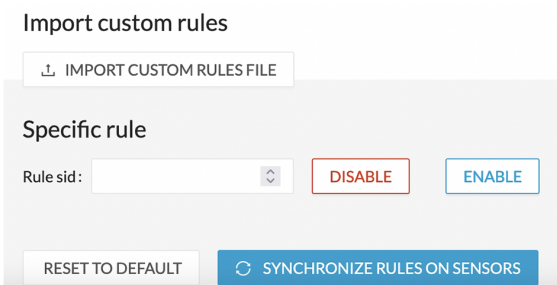 Import custom rules
IMPORT CUSTOM RULES FILE
Specific rule
Rule sid: DISABLE ENABLE
RESET TO DEFAULT SYNCHRONIZE RULES ON SENSORS